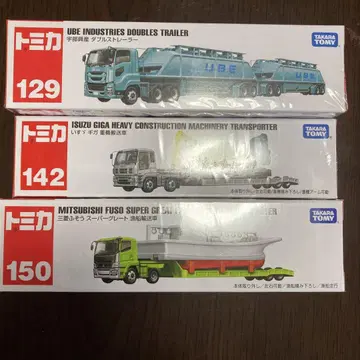 トミカ
UBE INDUSTRIES DOUBLES TRAILER
宇部興産 ダブルストレーラー
TAKARA TOMY
UBE
129
トミカ
ISUZU GIGA HEAVY CONSTRUCTION MACHINERY TRANSPORTER
いすゞギガ 重機搬送車
TAKARA TOMY
142
トミカ
MITSUBISHI FUSO SUPER
三菱ふそう スーパーグレート 漁船運送車
TAKARA TOMY
150